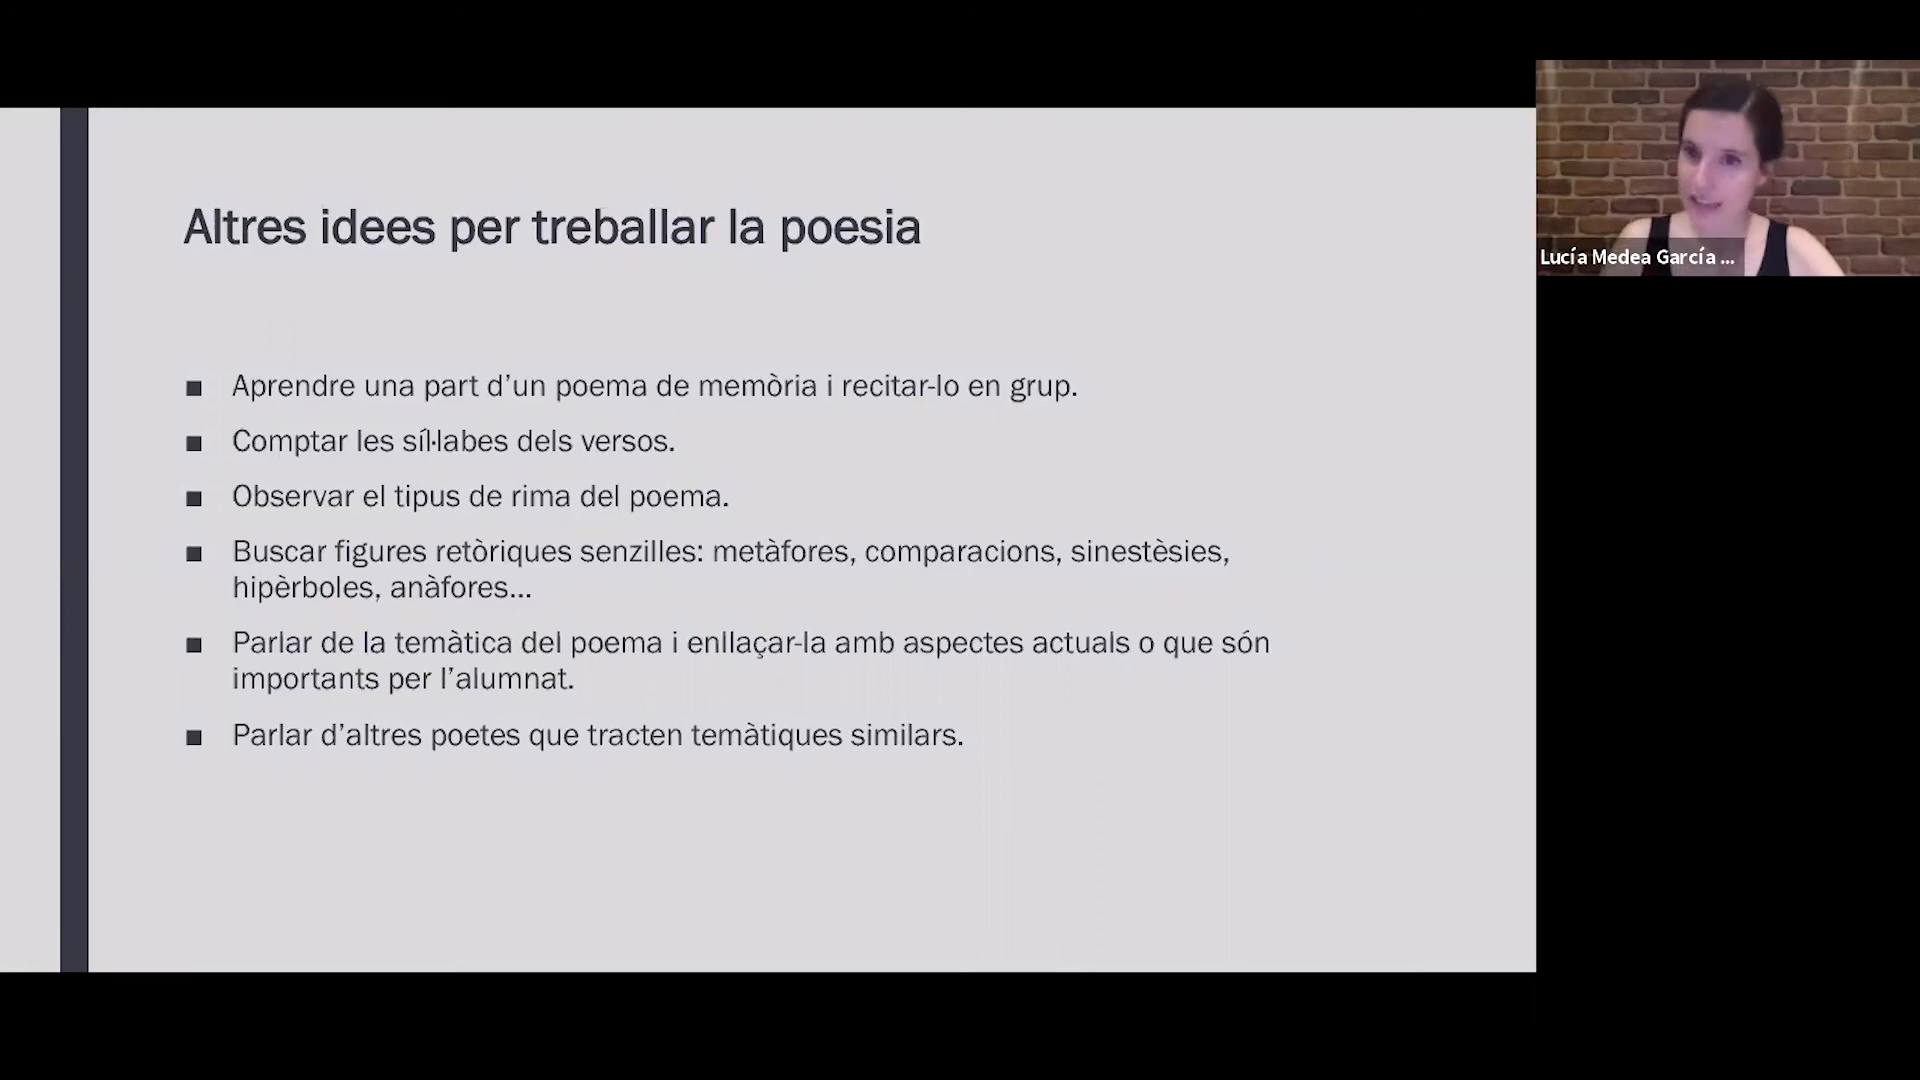 Altres idees per treballar la poesia
■ Aprendre una part d’un poema de memòria i recitar-lo en grup.
■ Comptar les síl·labes dels versos.
■ Observar el tipus de rima del poema.
■ Buscar figures retòriques senzilles: metàfores, comparacions, sinestèsies,
hipèrboles, anàfores...
■ Parlar de la temàtica del poema i enllaçar-la amb aspectes actuals o que són
importants per l’alumnat.
■ Parlar d’altres poetes que tracten temàtiques similars.
Lucía Medea García ...